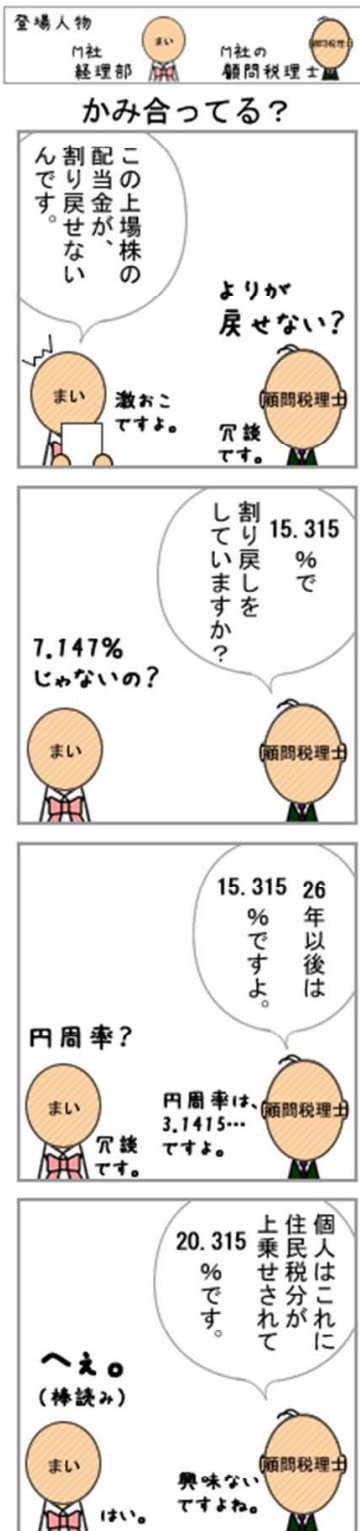 登場人物
M社
経理部
まい
M社の
顧問税理士
顧問税理士
かみ合ってる？
この上場株の
配当金が、
割り戻せない
んです。
よりが
戻せない？
まい
激おこ
ですよ。
顧問税理士
冗談
です。
15.315
%で
割り戻しを
していますか？
7.147%
じゃないの？
まい
顧問税理士
26
年以後は
15.315
%ですよ。
円周率？
まい
冗談
です。
円周率は、
3.1415…
ですよ。
顧問税理士
個人はこれに
住民税分が
上乗せされて
20.315
%です。
へぇ。
(棒読み)
まい
はい。
興味ない
ですよね。
顧問税理士